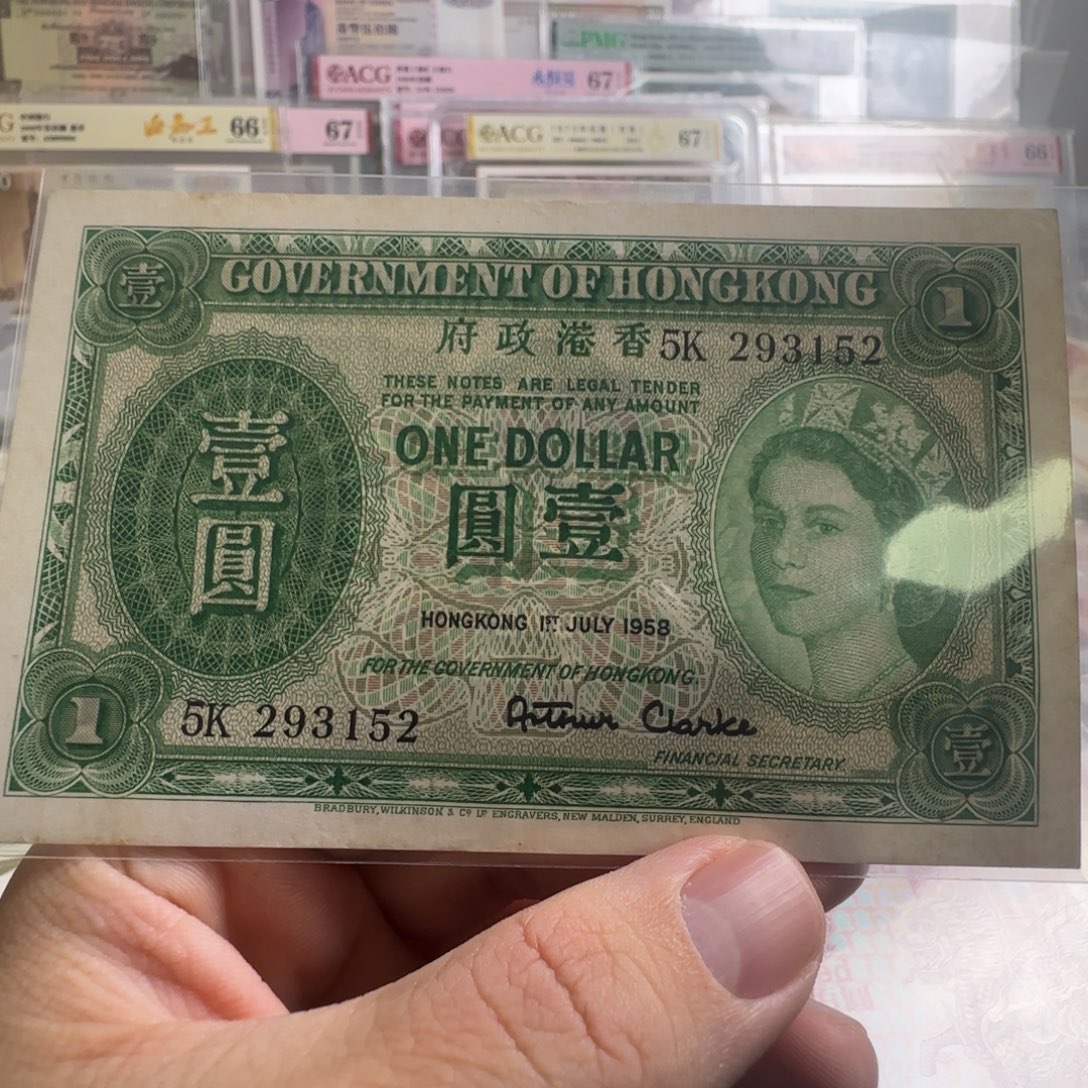 PMG
ACG
67
66
67
ACG
67
66
壹
GOVERNMENT OF HONGKONG
1
府政港香
5K 293152
THESE NOTES ARE LEGAL TENDER
FOR THE PAYMENT OF ANY AMOUNT
ONE DOLLAR
圓壹
壹圓
HONGKONG 1ST JULY 1958
FOR THE GOVERNMENT OF HONGKONG.
5K 293152
Arthur Clarke
FINANCIAL SECRETARY.
1
壹
BRADBURY, WILKINSON & Co. Ld. ENGRAVERS, NEW MALDEN, SURREY, ENGLAND